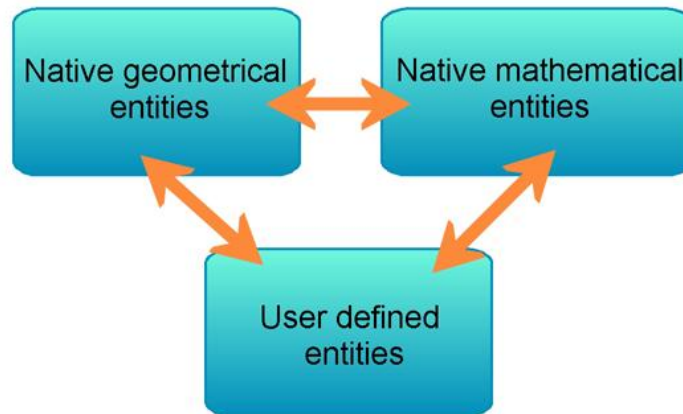 Native geometrical
entities
Native mathematical
entities
User defined
entities